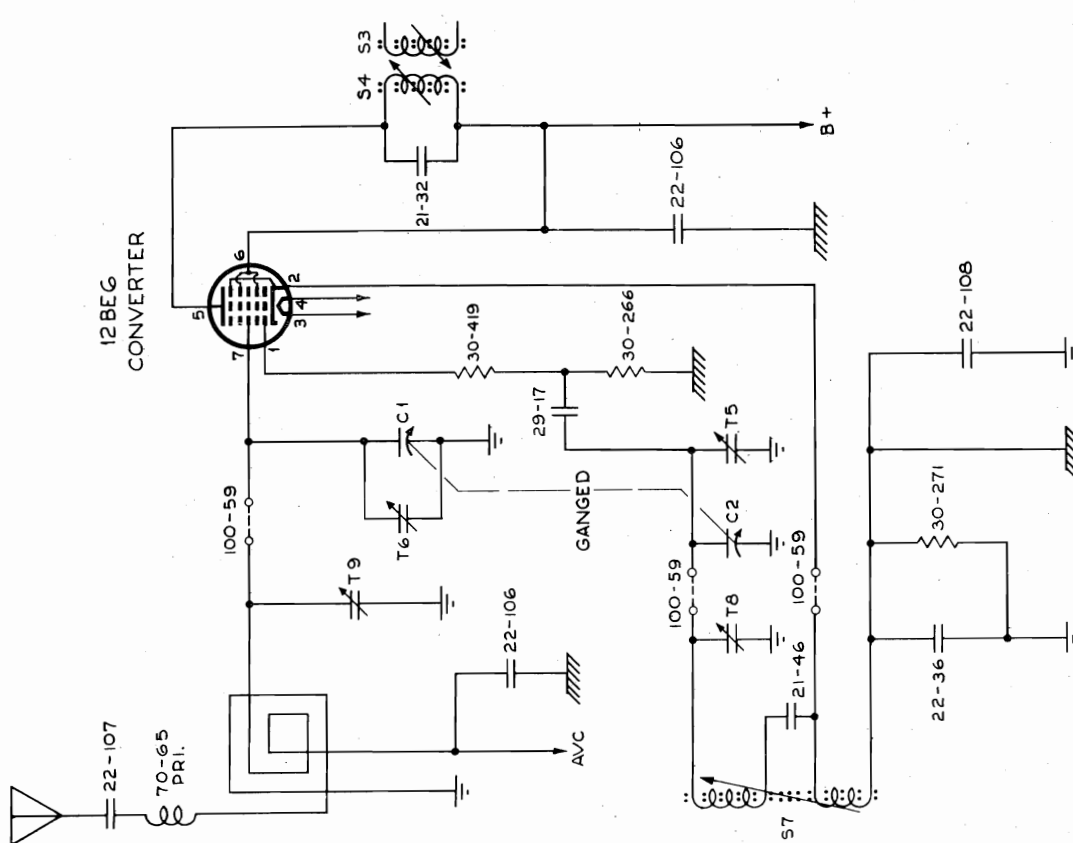 S3
S4
21-32
B+
22-106
12BE6
CONVERTER
5
6
7
2
4
3
1
30-419
30-266
29-17
22-108
100-59
C1
T6
T9
GANGED
T5
C2
T8
100-59
100-59
30-271
22-107
70-65
PRI.
22-106
AVC
21-46
22-36
S7